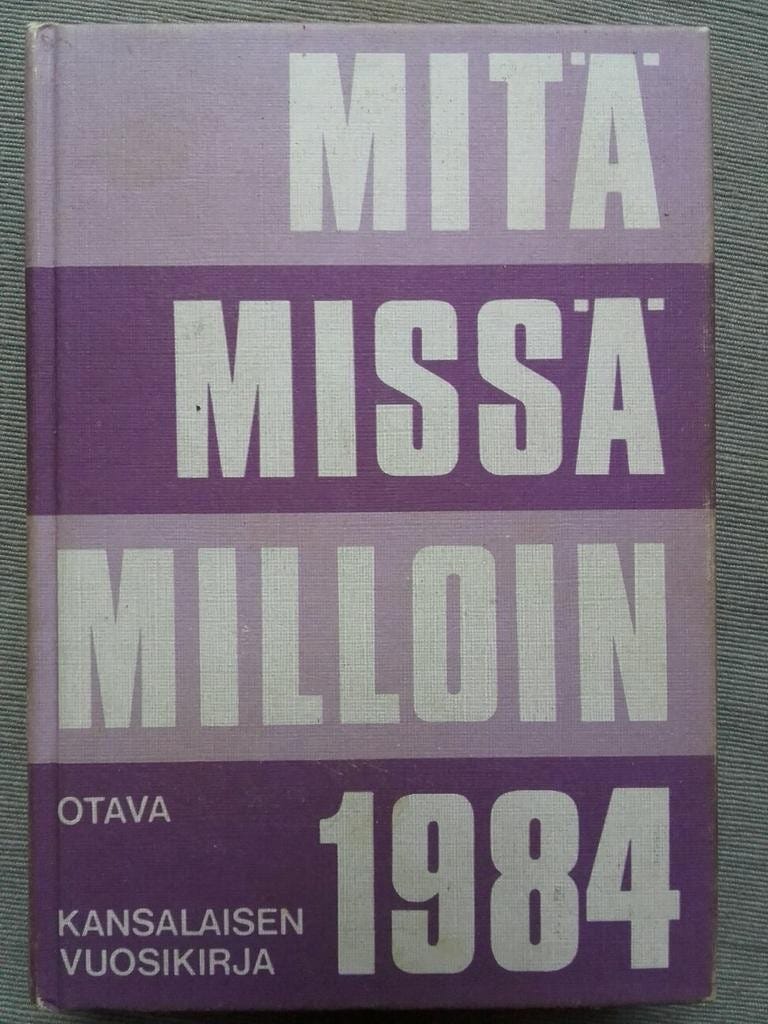 MITÄ
MISSÄ
MILLOIN
1984
OTAVA
KANSALAISEN
VUOSIKIRJA